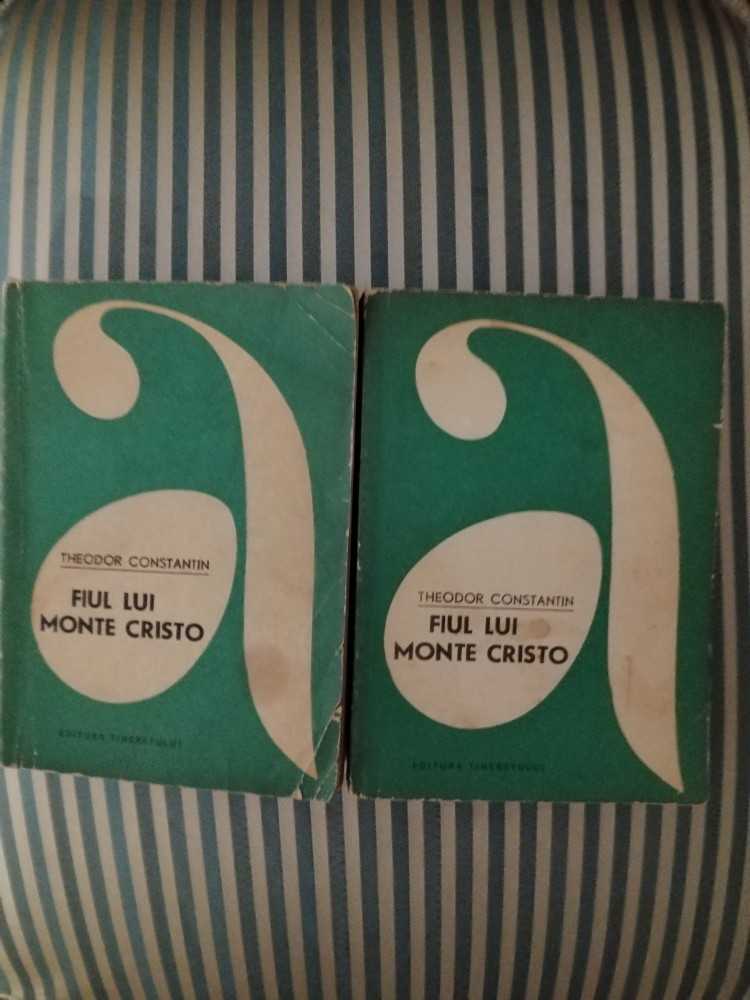 a
THEODOR CONSTANTIN
FIUL LUI
MONTE CRISTO
EDITURA TINERETULUI
a
THEODOR CONSTANTIN
FIUL LUI
MONTE CRISTO
EDITURA TINERETULUI